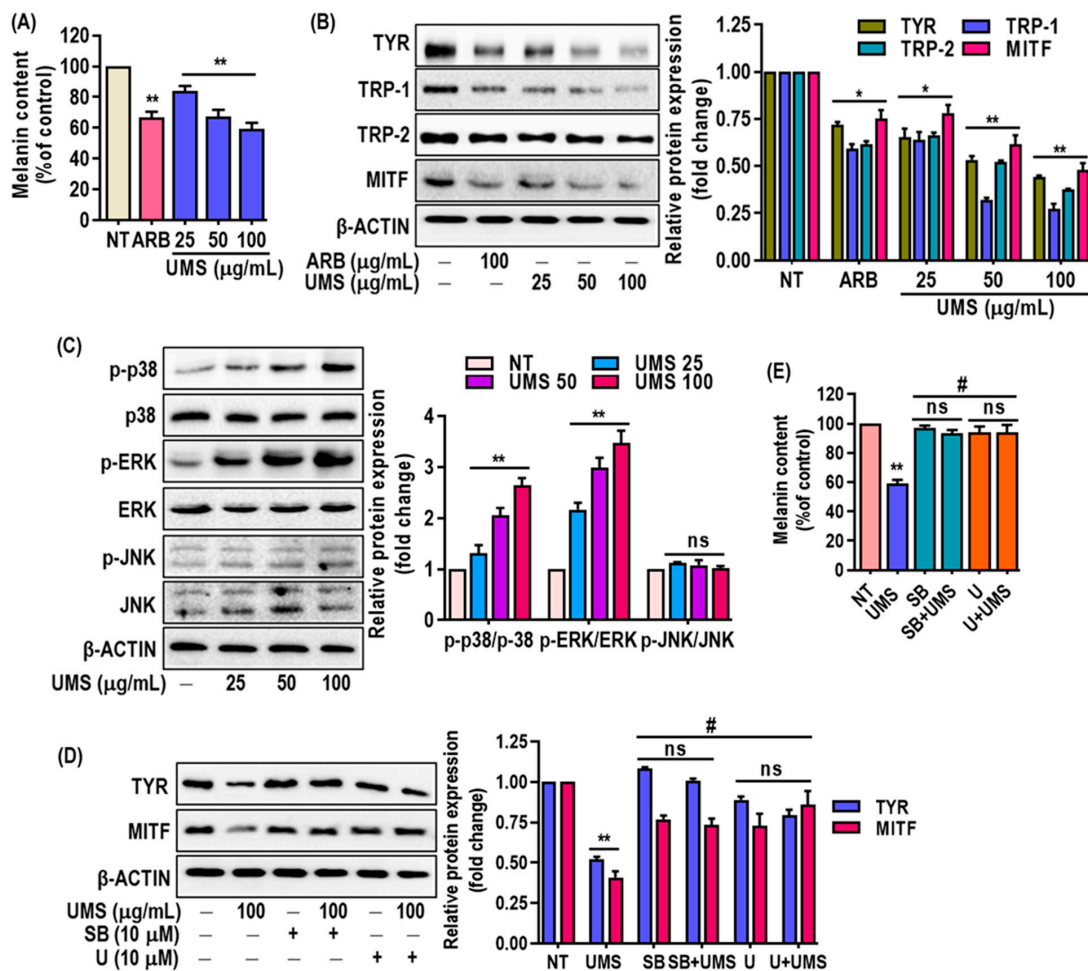 (A)
Melanin content
(%of control)
120
100
80
60
40
20
0
**
**
NT ARB 25 50 100
UMS (μg/mL)
(B)
TYR
TRP-1
TRP-2
MITF
β-ACTIN
ARB (μg/mL) – 100 – – –
UMS (μg/mL) – – 25 50 100
TYR TRP-1
TRP-2 MITF
Relative protein expression
(fold change)
1.25
1.00
0.75
0.50
0.25
0.00
*
*
**
**
NT ARB 25 50 100
UMS (μg/mL)
(C)
p-p38
p38
p-ERK
ERK
p-JNK
JNK
β-ACTIN
UMS (μg/mL) – 25 50 100
NT UMS 25
UMS 50 UMS 100
Relative protein expression
(fold change)
4
3
2
1
0
**
**
ns
p-p38/p-38 p-ERK/ERK p-JNK/JNK
(E)
Melanin content
(%of control)
120
100
80
60
40
20
0
#
ns ns
**
NT
UMS
SB
SB+UMS
U
U+UMS
(D)
TYR
MITF
β-ACTIN
UMS (μg/mL) – 100 – 100 – 100
SB (10 μM) – – + + – –
U (10 μM) – – – – + +
Relative protein expression
(fold change)
1.25
1.00
0.75
0.50
0.25
0.00
#
ns
ns
**
TYR
MITF
NT UMS SB SB+UMS U U+UMS